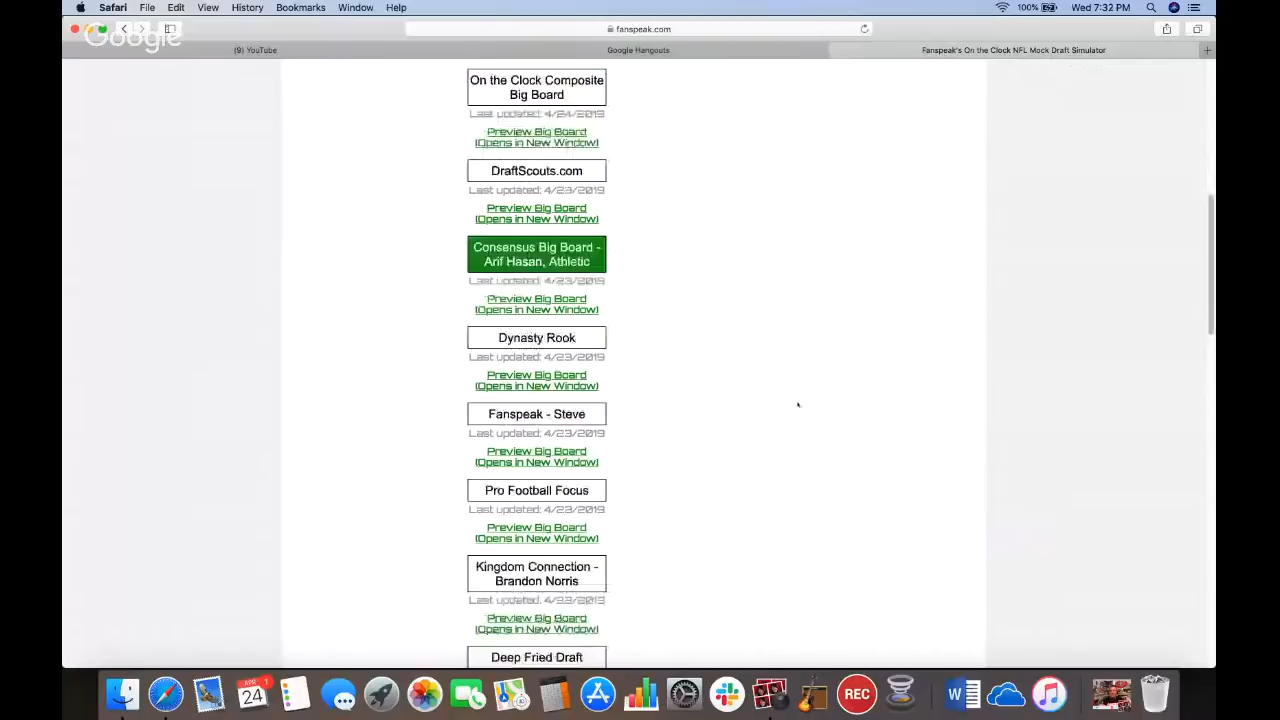 Safari File Edit View History Bookmarks Window Help 100% Wed 7:32 PM
Google
fanspeak.com
(9) YouTube
Google Hangouts
Fanspeak's On the Clock NFL Mock Draft Simulator
On the Clock Composite
Big Board
Last updated: 4/24/2019
Preview Big Board
(Opens in New Window)
DraftScouts.com
Last updated: 4/23/2019
Preview Big Board
(Opens in New Window)
Consensus Big Board -
Arif Hasan, Athletic
Last updated: 4/23/2019
Preview Big Board
(Opens in New Window)
Dynasty Rook
Last updated: 4/23/2019
Preview Big Board
(Opens in New Window)
Fanspeak - Steve
Last updated: 4/23/2019
Preview Big Board
(Opens in New Window)
Pro Football Focus
Last updated: 4/23/2019
Preview Big Board
(Opens in New Window)
Kingdom Connection -
Brandon Norris
Last updated: 4/23/2019
Preview Big Board
(Opens in New Window)
Deep Fried Draft
APR 1
24
REC
W